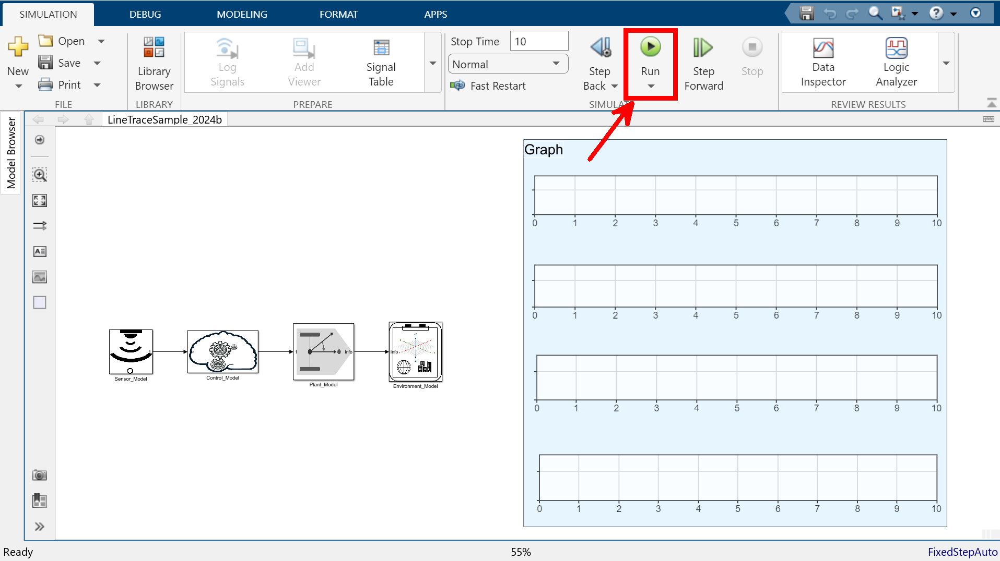 SIMULATION DEBUG MODELING FORMAT APPS
New
Open
Save
Print
FILE
Library
Browser
LIBRARY
Log
Signals
Add
Viewer
Signal
Table
PREPARE
Stop Time 10
Normal
Fast Restart
Step
Back
Run
Step
Forward
Stop
SIMULAT
Data
Inspector
Logic
Analyzer
REVIEW RESULTS
Model Browser
LineTraceSample_2024b
Graph
0 1 2 3 4 5 6 7 8 9 10
0 1 2 3 4 5 6 7 8 9 10
0 1 2 3 4 5 6 7 8 9 10
0 1 2 3 4 5 6 7 8 9 10
1
Sensor_Model
Control_Model
1
Info
Plant_Model
Info
Environment_Model
Ready
55%
FixedStepAuto